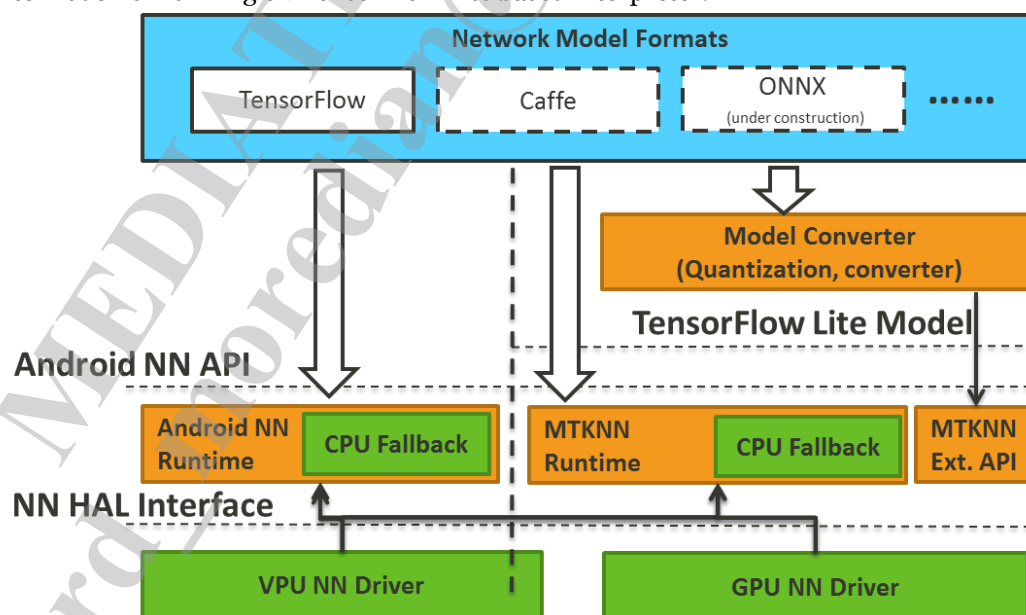 Network Model Formats
TensorFlow
Caffe
ONNX
(under construction)
......
Model Converter
(Quantization, converter)
TensorFlow Lite Model
Android NN API
Android NN
Runtime
CPU Fallback
MTKNN
Runtime
CPU Fallback
MTKNN
Ext. API
NN HAL Interface
VPU NN Driver
GPU NN Driver